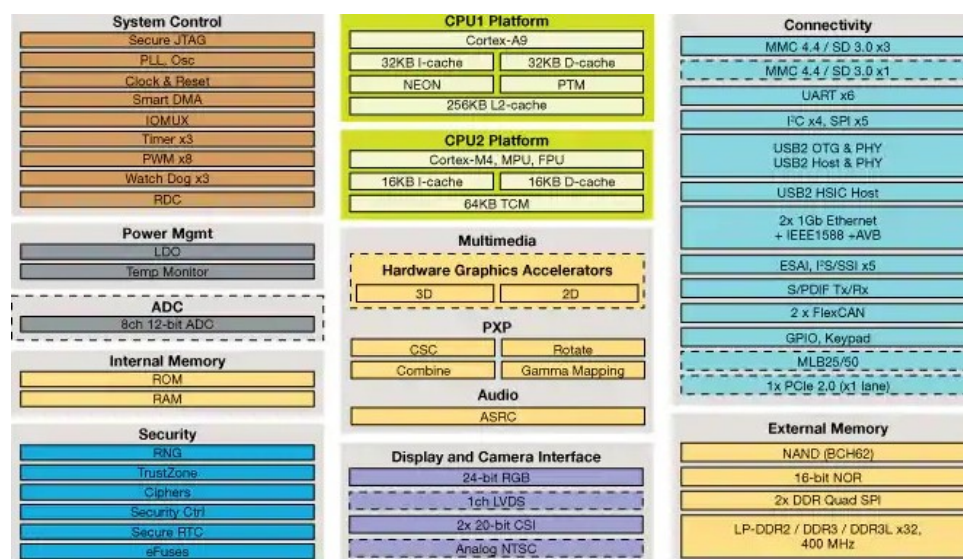 System Control
Secure JTAG
PLL, Osc
Clock & Reset
Smart DMA
IOMUX
Timer x3
PWM x8
Watch Dog x3
RDC
Power Mgmt
LDO
Temp Monitor
ADC
8ch 12-bit ADC
Internal Memory
ROM
RAM
Security
RNG
TrustZone
Ciphers
Security Ctrl
Secure RTC
eFuses
CPU1 Platform
Cortex-A9
32KB I-cache
32KB D-cache
NEON
PTM
256KB L2-cache
CPU2 Platform
Cortex-M4, MPU, FPU
16KB I-cache
16KB D-cache
64KB TCM
Multimedia
Hardware Graphics Accelerators
3D
2D
PXP
CSC
Rotate
Combine
Gamma Mapping
Audio
ASRC
Display and Camera Interface
24-bit RGB
1ch LVDS
2x 20-bit CSI
Analog NTSC
Connectivity
MMC 4.4 / SD 3.0 x3
MMC 4.4 / SD 3.0 x1
UART x6
I²C x4, SPI x5
USB2 OTG & PHY
USB2 Host & PHY
USB2 HSIC Host
2x 1Gb Ethernet
+ IEEE1588 +AVB
ESAI, I²S/SSI x5
S/PDIF Tx/Rx
2 x FlexCAN
GPIO, Keypad
MLB25/50
1x PCIe 2.0 (x1 lane)
External Memory
NAND (BCH62)
16-bit NOR
2x DDR Quad SPI
LP-DDR2 / DDR3 / DDR3L x32,
400 MHz